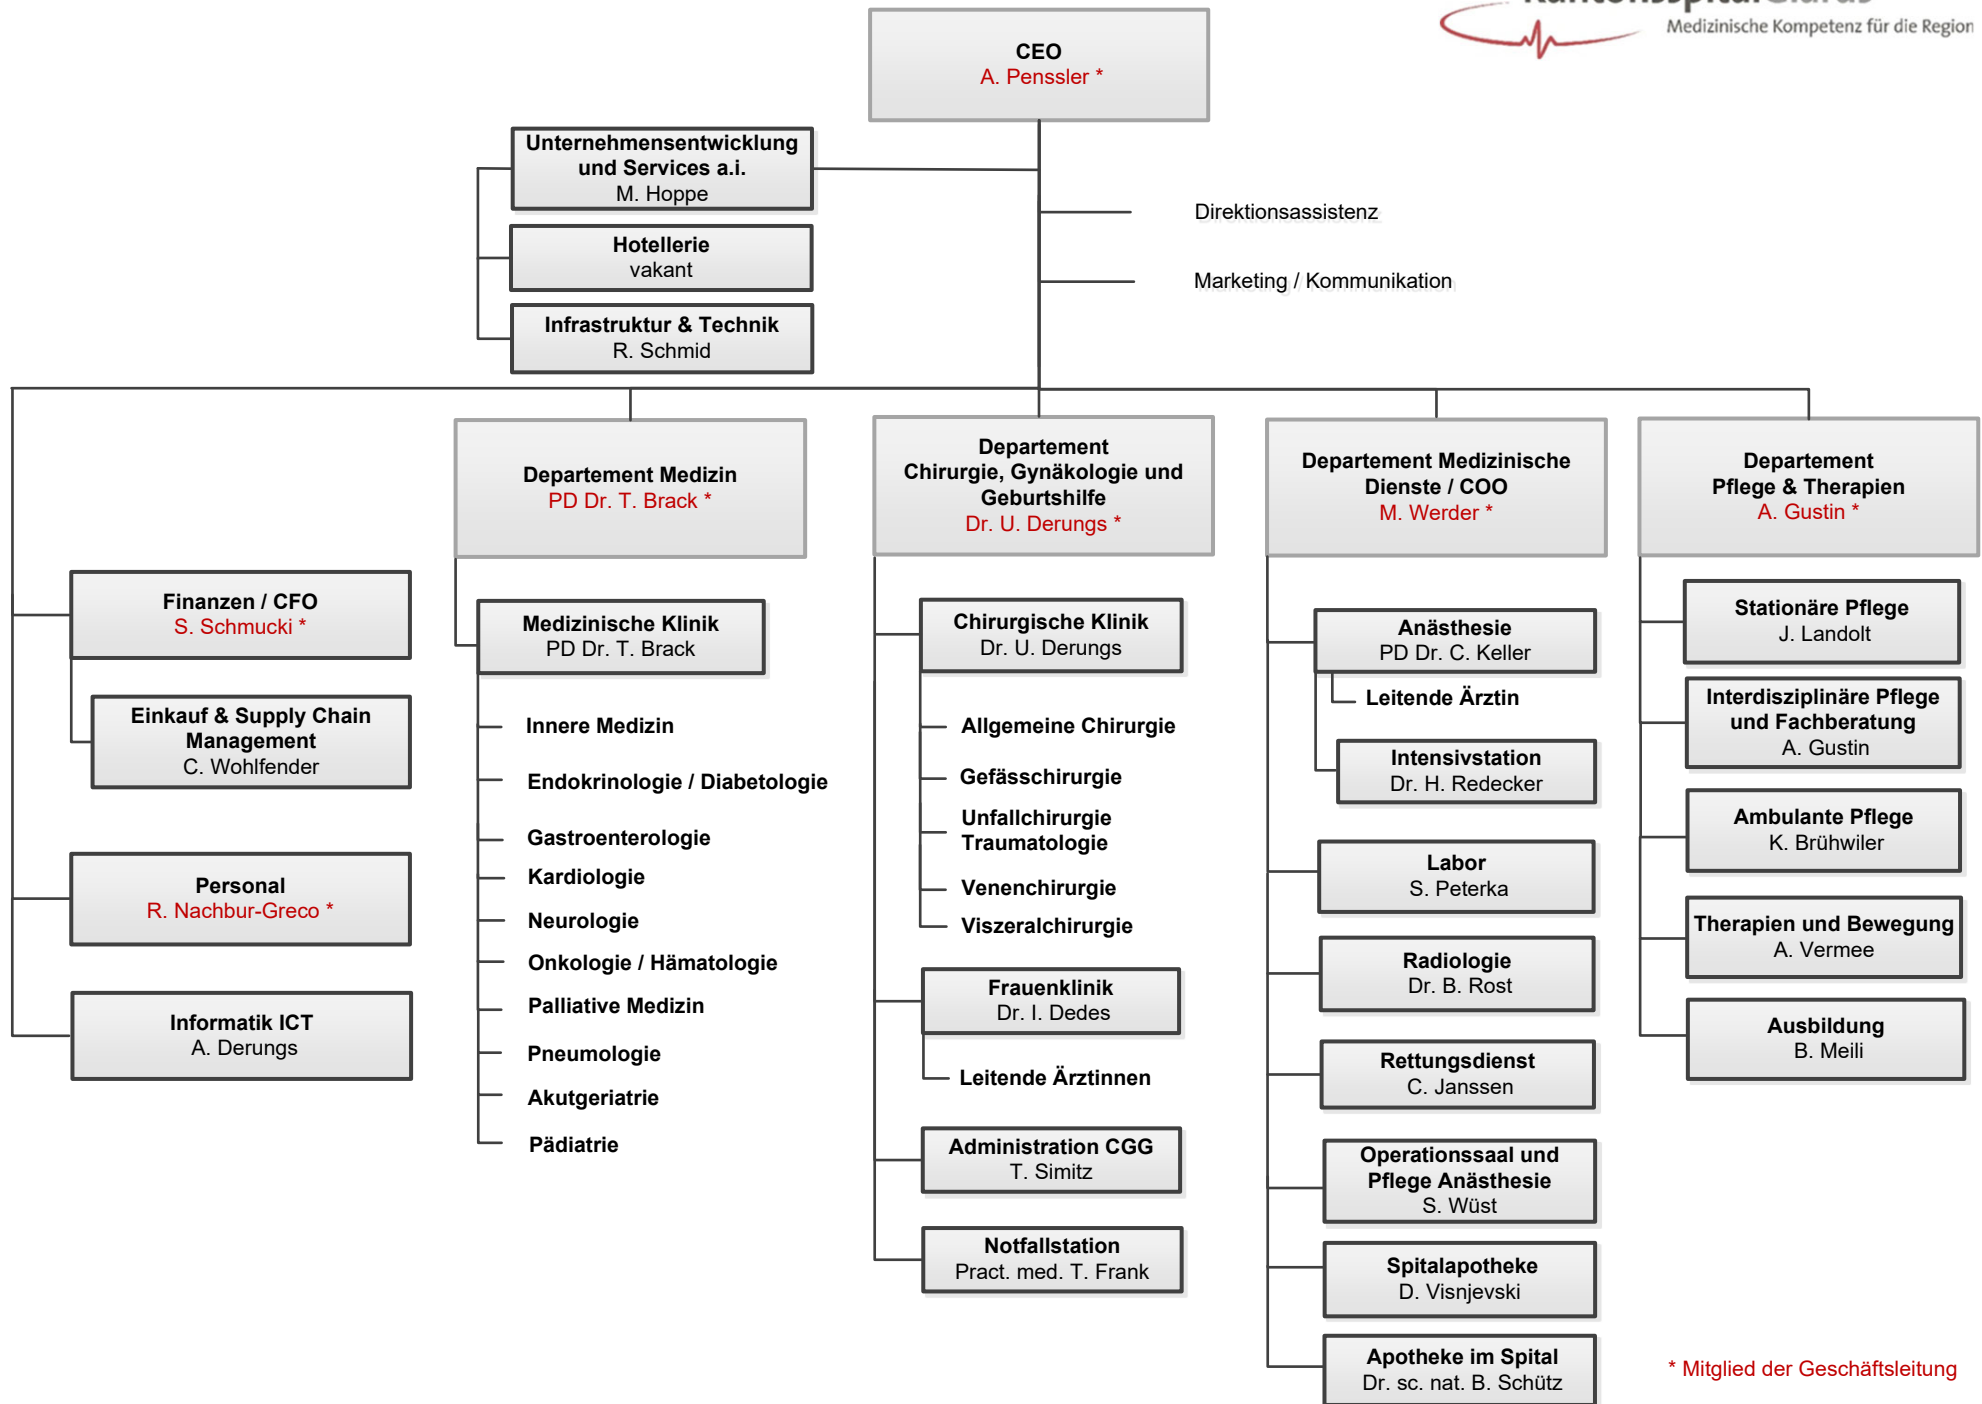 Medizinische Kompetenz für die Region
CEO
A. Penssler *
Unternehmensentwicklung
und Services a.i.
M. Hoppe
Direktionsassistenz
Hotellerie
vakant
Marketing / Kommunikation
Infrastruktur & Technik
R. Schmid
Finanzen / CFO
S. Schmucki *
Einkauf & Supply Chain
Management
C. Wohlfender
Personal
R. Nachbur-Greco *
Informatik ICT
A. Derungs
Departement Medizin
PD Dr. T. Brack *
Medizinische Klinik
PD Dr. T. Brack
Innere Medizin
Endokrinologie / Diabetologie
Gastroenterologie
Kardiologie
Neurologie
Onkologie / Hämatologie
Palliative Medizin
Pneumologie
Akutgeriatrie
Pädiatrie
Departement
Chirurgie, Gynäkologie und
Geburtshilfe
Dr. U. Derungs *
Chirurgische Klinik
Dr. U. Derungs
Allgemeine Chirurgie
Gefässchirurgie
Unfallchirurgie
Traumatologie
Venenchirurgie
Viszeralchirurgie
Frauenklinik
Dr. I. Dedes
Leitende Ärztinnen
Administration CGG
T. Simitz
Notfallstation
Pract. med. T. Frank
Departement Medizinische
Dienste / COO
M. Werder *
Anästhesie
PD Dr. C. Keller
Leitende Ärztin
Intensivstation
Dr. H. Redecker
Labor
S. Peterka
Radiologie
Dr. B. Rost
Rettungsdienst
C. Janssen
Operationssaal und
Pflege Anästhesie
S. Wüst
Spitalapotheke
D. Visnjevski
Apotheke im Spital
Dr. sc. nat. B. Schütz
Departement
Pflege & Therapien
A. Gustin *
Stationäre Pflege
J. Landolt
Interdisziplinäre Pflege
und Fachberatung
A. Gustin
Ambulante Pflege
K. Brühwiler
Therapien und Bewegung
A. Vermee
Ausbildung
B. Meili
* Mitglied der Geschäftsleitung